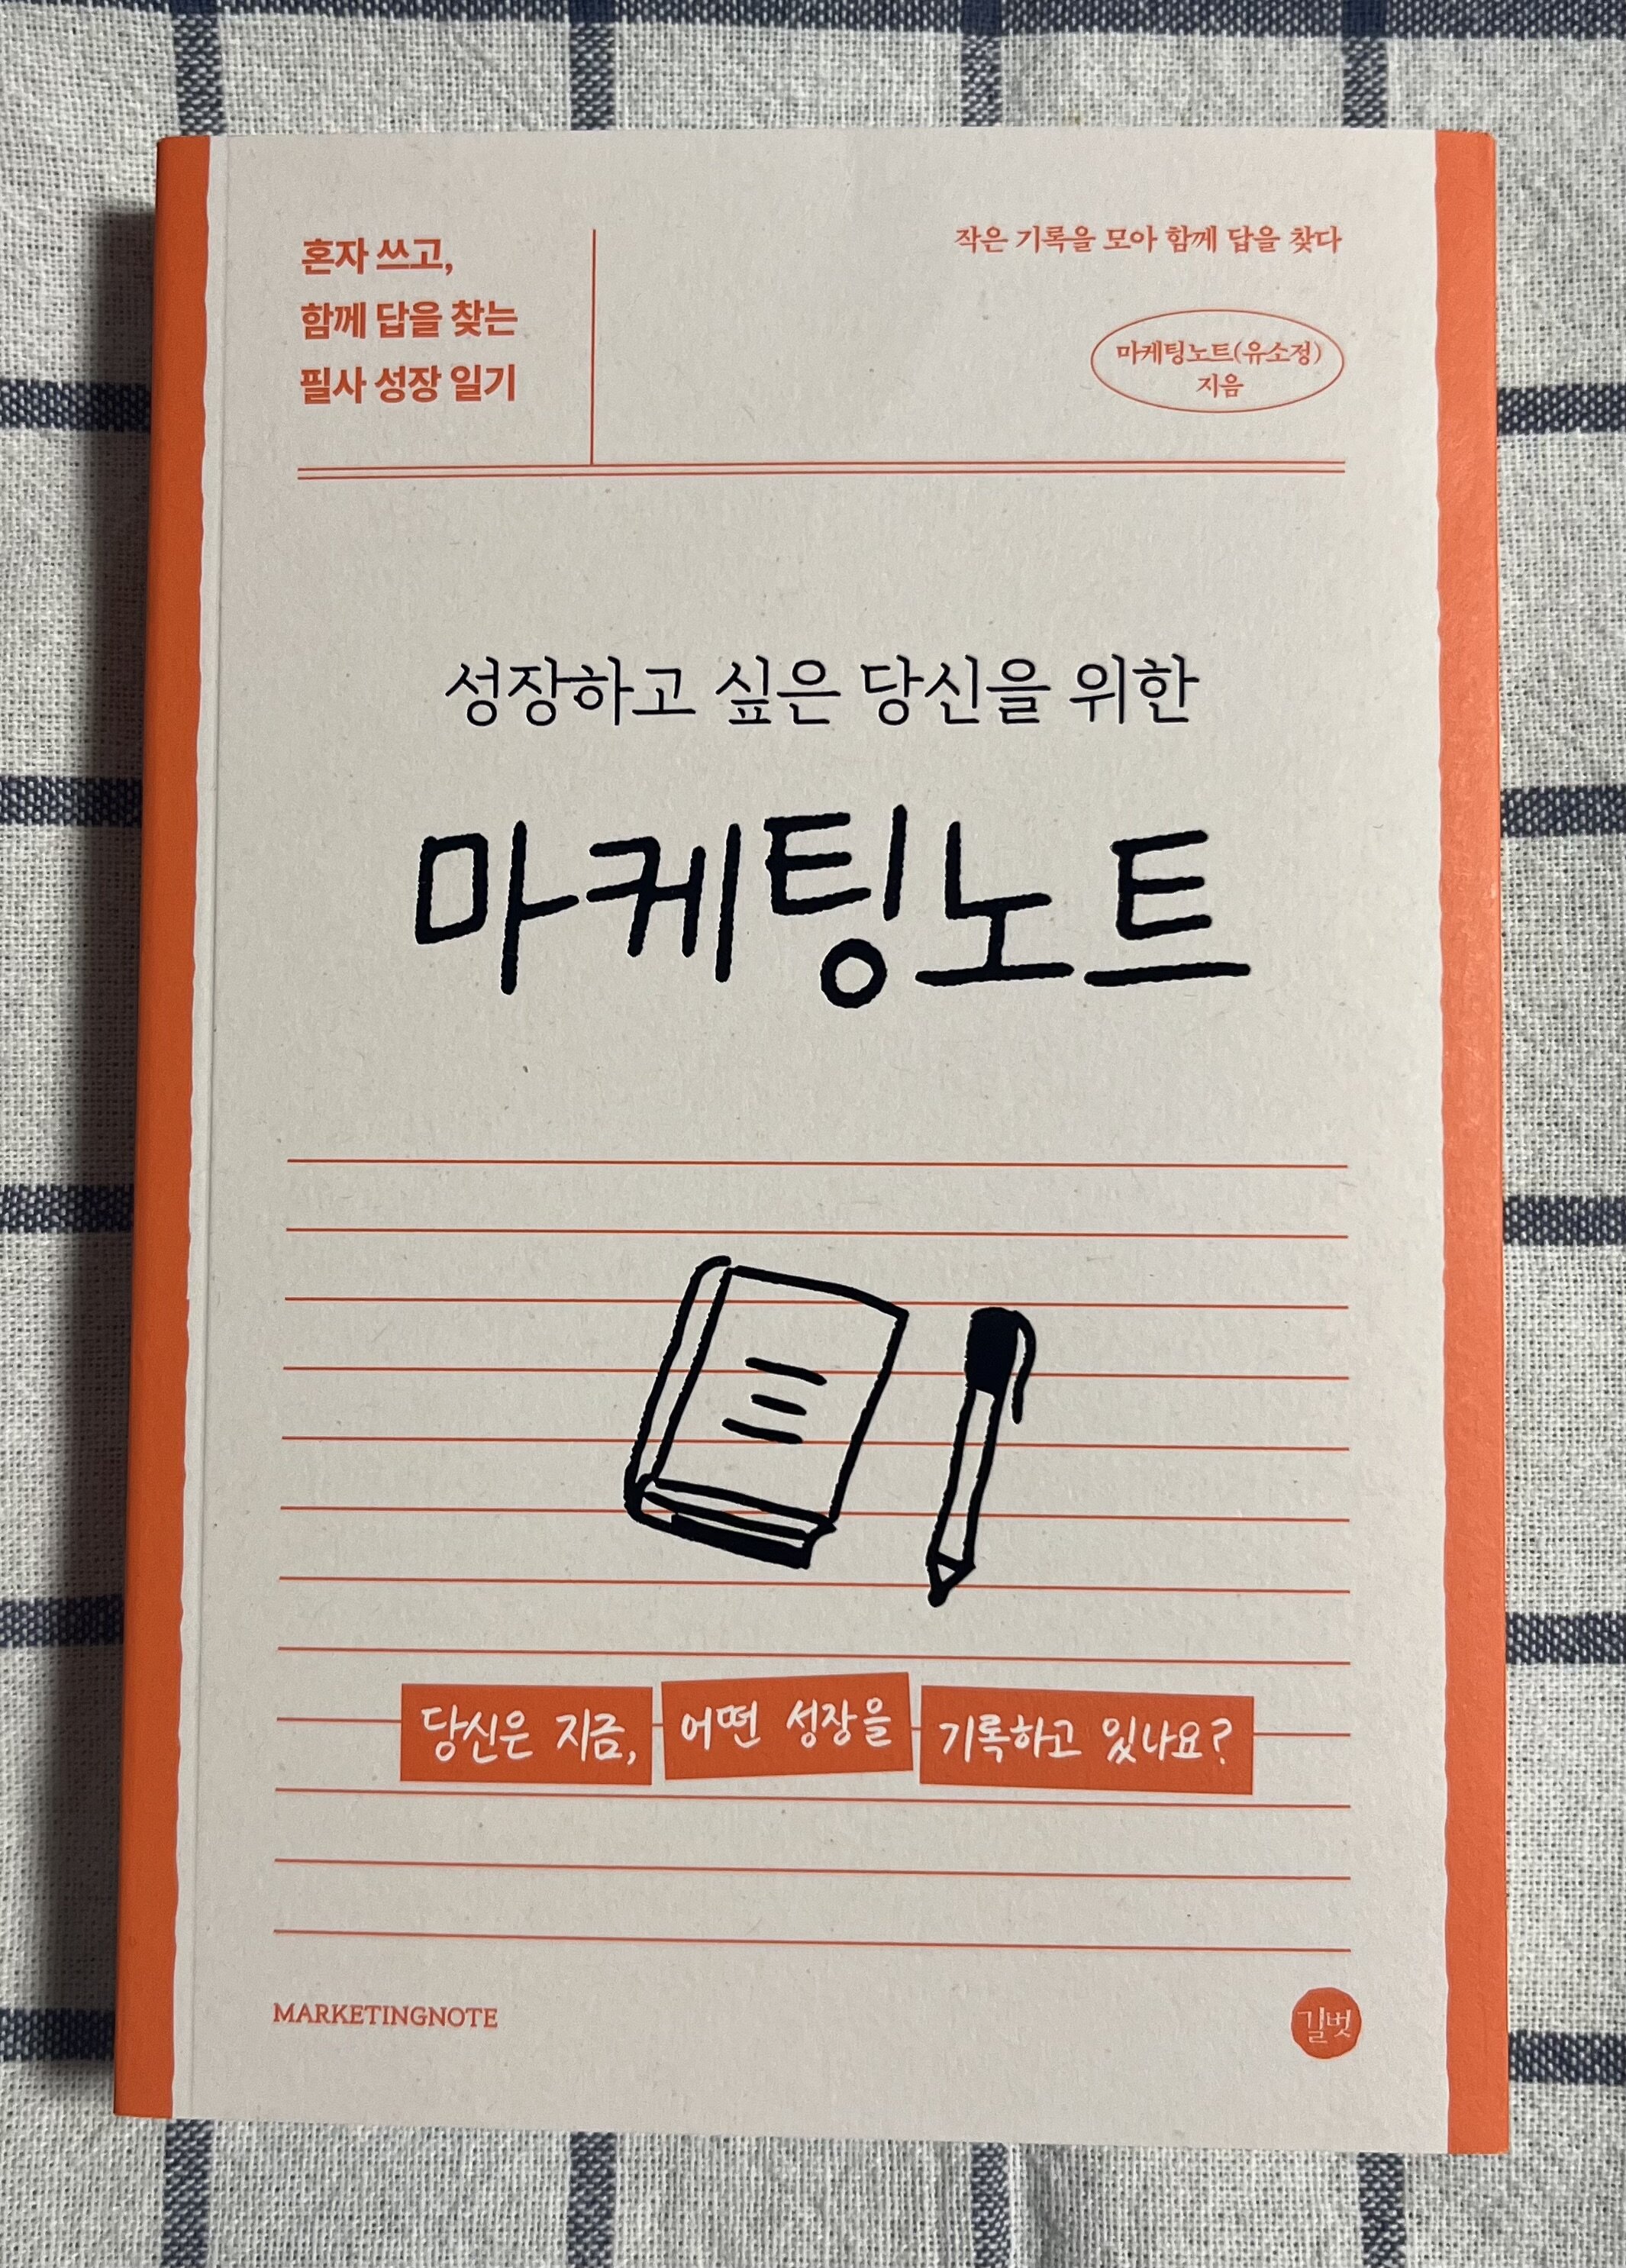 혼자 쓰고,
함께 답을 찾는
필사 성장 일기
작은 기록을 모아 함께 답을 찾다
마케팅노트(유소정)
지음
성장하고 싶은 당신을 위한
마케팅노트
당신은 지금, 어떤 성장을 기록하고 있나요?
MARKETINGNOTE
길벗